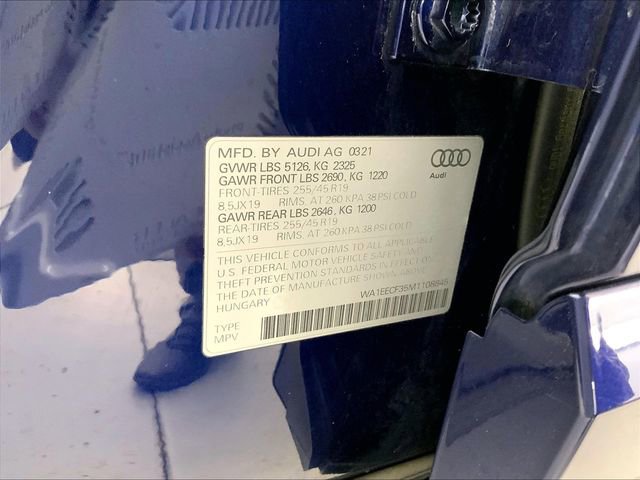 MFD. BY AUDI AG 0321
GVWR LBS 5126, KG 2325
GAWR FRONT LBS 2690, KG 1220
FRONT-TIRES 255/45 R19
8,5JX19 RIMS. AT 260 KPA 38 PSI COLD
GAWR REAR LBS 2646, KG 1200
REAR-TIRES 255/45 R19
8,5JX19 RIMS. AT 260 KPA 38 PSI COLD
THIS VEHICLE CONFORMS TO ALL APPLICABLE
U.S. FEDERAL MOTOR VEHICLE SAFETY AND
THEFT PREVENTION STANDARDS IN EFFECT ON
THE DATE OF MANUFACTURE SHOWN ABOVE
HUNGARY
WA1EECF35M1108945
TYPE
MPV
Audi